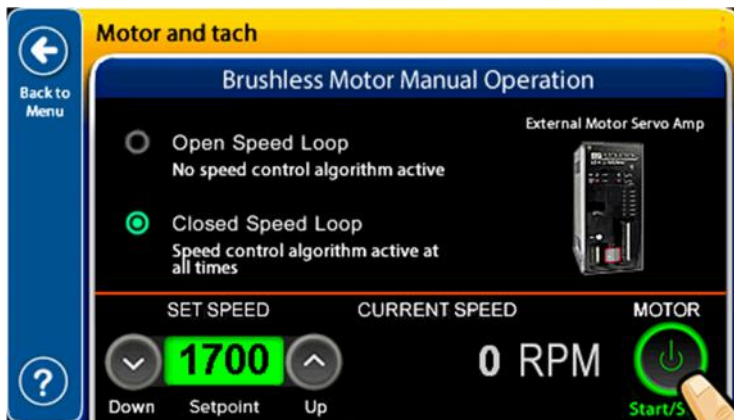 Motor and tach
Back to
Menu
Brushless Motor Manual Operation
External Motor Servo Amp
Open Speed Loop
No speed control algorithm active
Closed Speed Loop
Speed control algorithm active at
all times
SET SPEED
CURRENT SPEED
MOTOR
1700
0 RPM
?
Down
Setpoint
Up